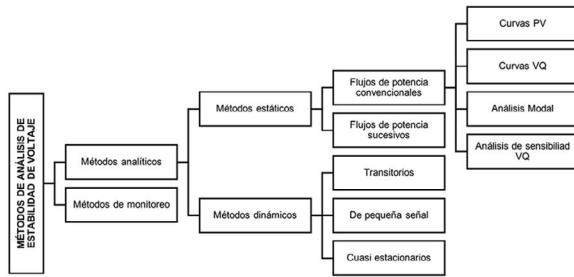 MÉTODOS DE ANÁLISIS DE
ESTABILIDAD DE VOLTAJE
Métodos analíticos
Métodos de monitoreo
Métodos estáticos
Métodos dinámicos
Flujos de potencia
convencionales
Flujos de potencia
sucesivos
Transitorios
De pequeña señal
Cuasi estacionarios
Curvas PV
Curvas VQ
Análisis Modal
Análisis de sensibiliad
VQ